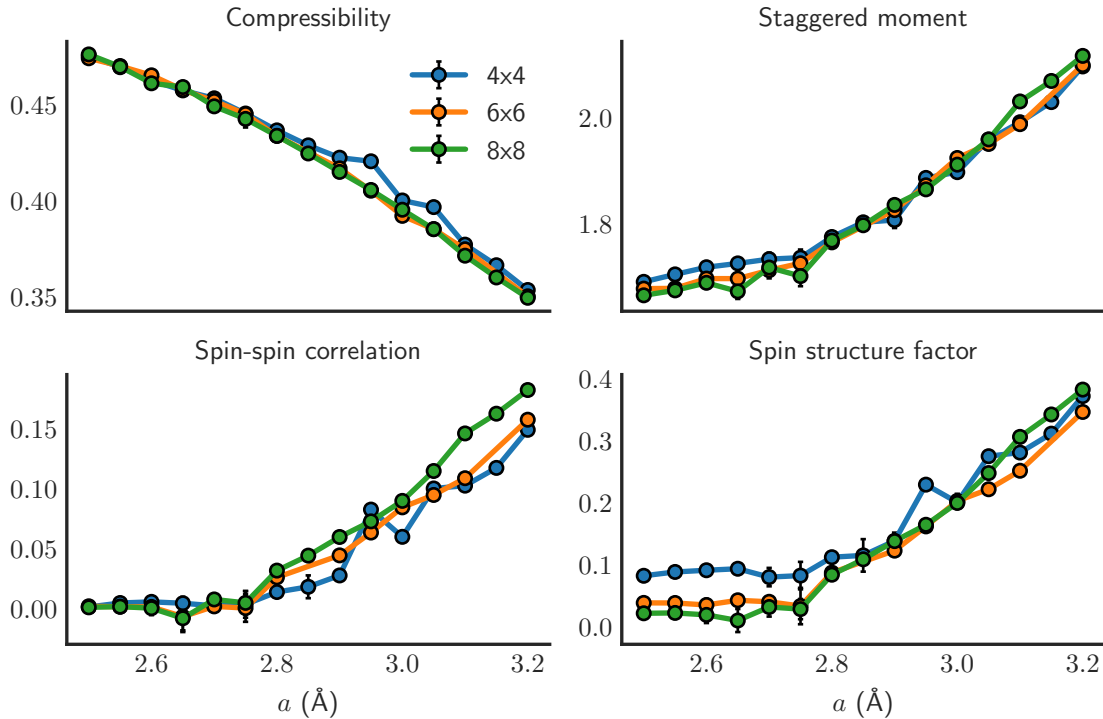 Compressibility
Staggered moment
0.45
0.40
0.35
4x4
6x6
8x8
2.0
1.8
Spin-spin correlation
Spin structure factor
0.15
0.10
0.05
0.00
0.4
0.3
0.2
0.1
0.0
2.6 2.8 3.0 3.2
2.6 2.8 3.0 3.2
a (Å)
a (Å)